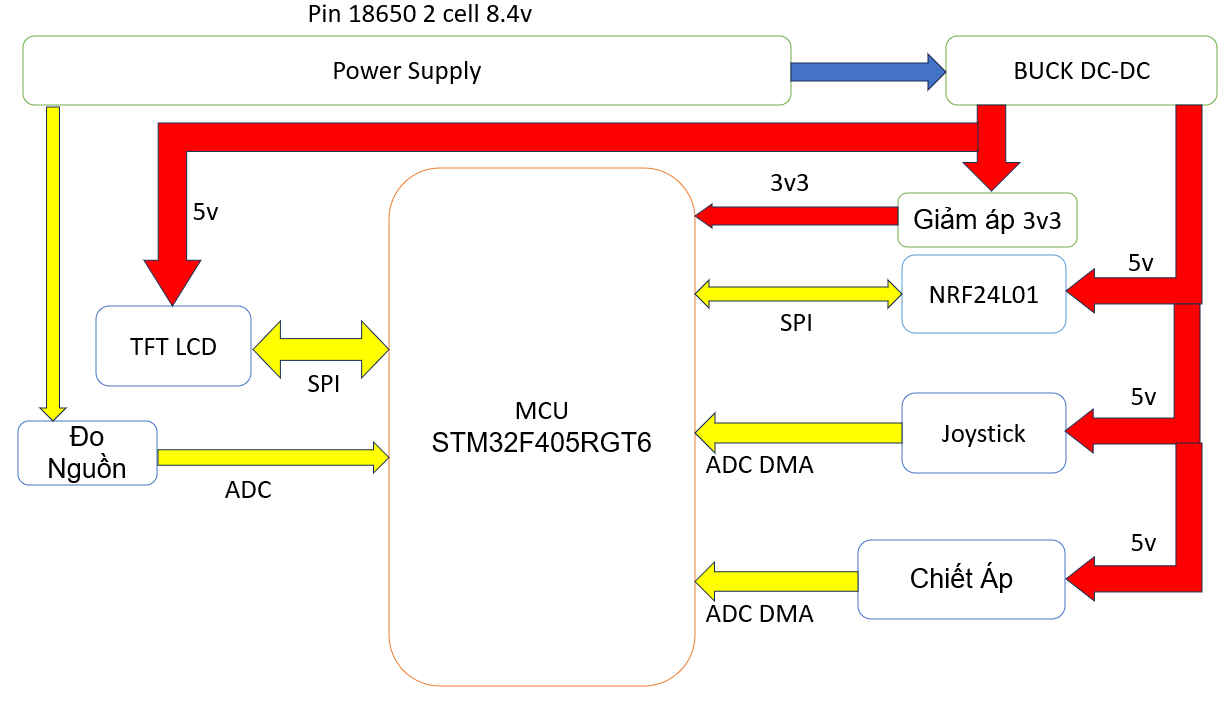 Pin 18650 2 cell 8.4v
Power Supply
BUCK DC-DC
3v3
5v
Giảm áp 3v3
5v
NRF24L01
SPI
TFT LCD
SPI
5v
MCU
STM32F405RGT6
Joystick
Đo
Nguồn
ADC DMA
ADC
5v
Chiết Áp
ADC DMA